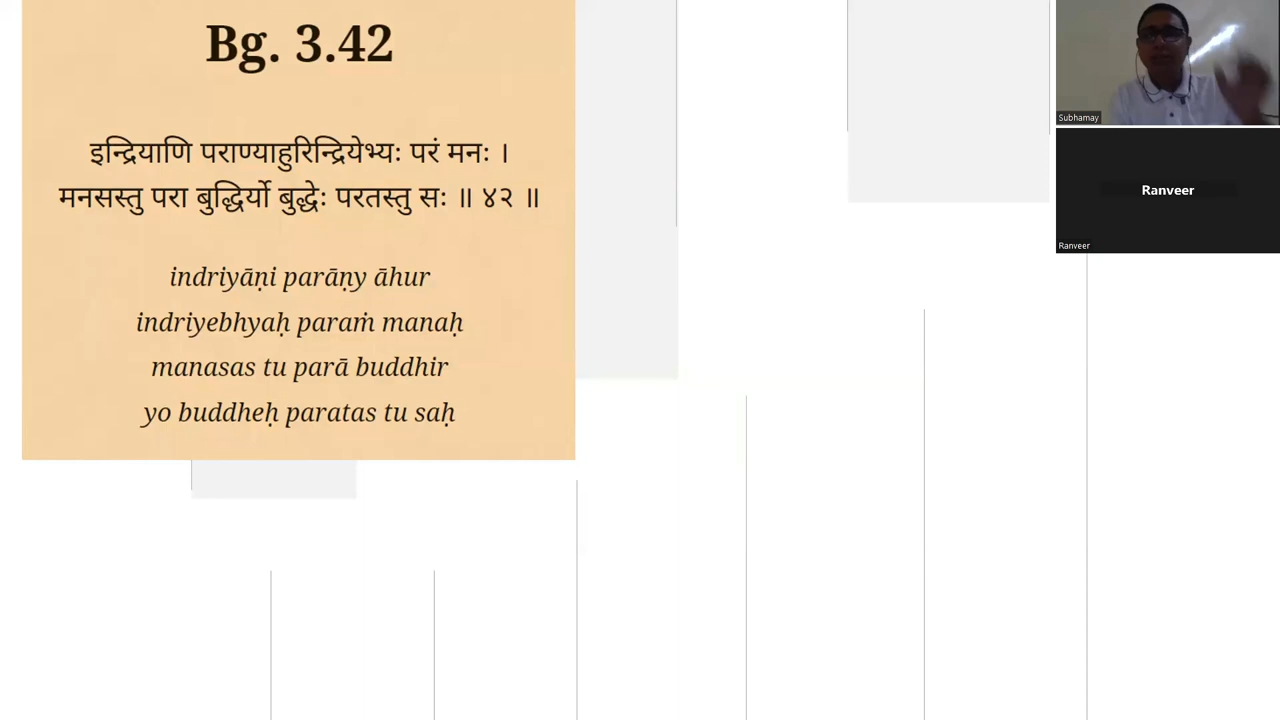 Bg. 3.42
इन्द्रियाणि पराण्याहुरिन्द्रियेभ्यः परं मनः ।
मनसस्तु परा बुद्धिर्यो बुद्धेः परतस्तु सः ॥ ४२ ॥
indriyāṇi parāṇy āhur
indriyebhyaḥ paraṁ manaḥ
manasas tu parā buddhir
yo buddheḥ paratas tu saḥ
Subhamay
Ranveer
Ranveer